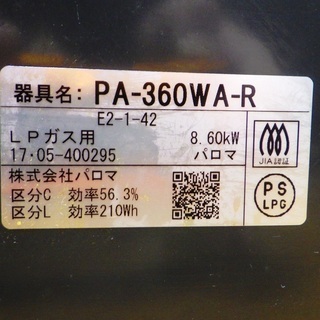 器具名: PA-360WA-R
E2-1-42
LPガス用 8.60kW
17.05-400295 パロマ
JIA認証
株式会社パロマ
区分C 効率56.3%
区分L 効率210Wh
PS
LPG